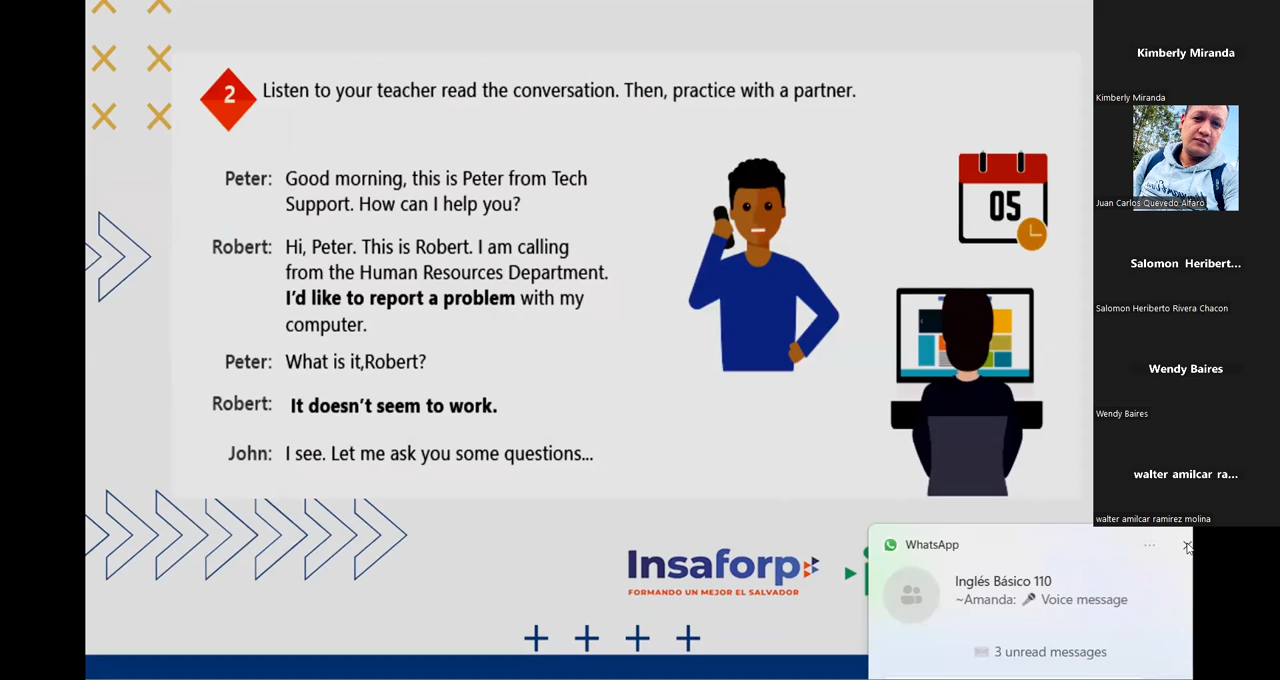 2
Listen to your teacher read the conversation. Then, practice with a partner.
Peter: Good morning, this is Peter from Tech
Support. How can I help you?
Robert: Hi, Peter. This is Robert. I am calling
from the Human Resources Department.
I'd like to report a problem with my
computer.
Peter: What is it,Robert?
Robert: It doesn't seem to work.
John: I see. Let me ask you some questions...
05
Insaforp
FORMANDO UN MEJOR EL SALVADOR
Kimberly Miranda
Kimberly Miranda
Juan Carlos Quevedo Alfaro
Salomon Heribert...
Salomon Heriberto Rivera Chacon
Wendy Baires
Wendy Baires
walter amilcar ra...
walter amilcar ramirez molina
WhatsApp
Inglés Básico 110
~Amanda: 🎤 Voice message
3 unread messages